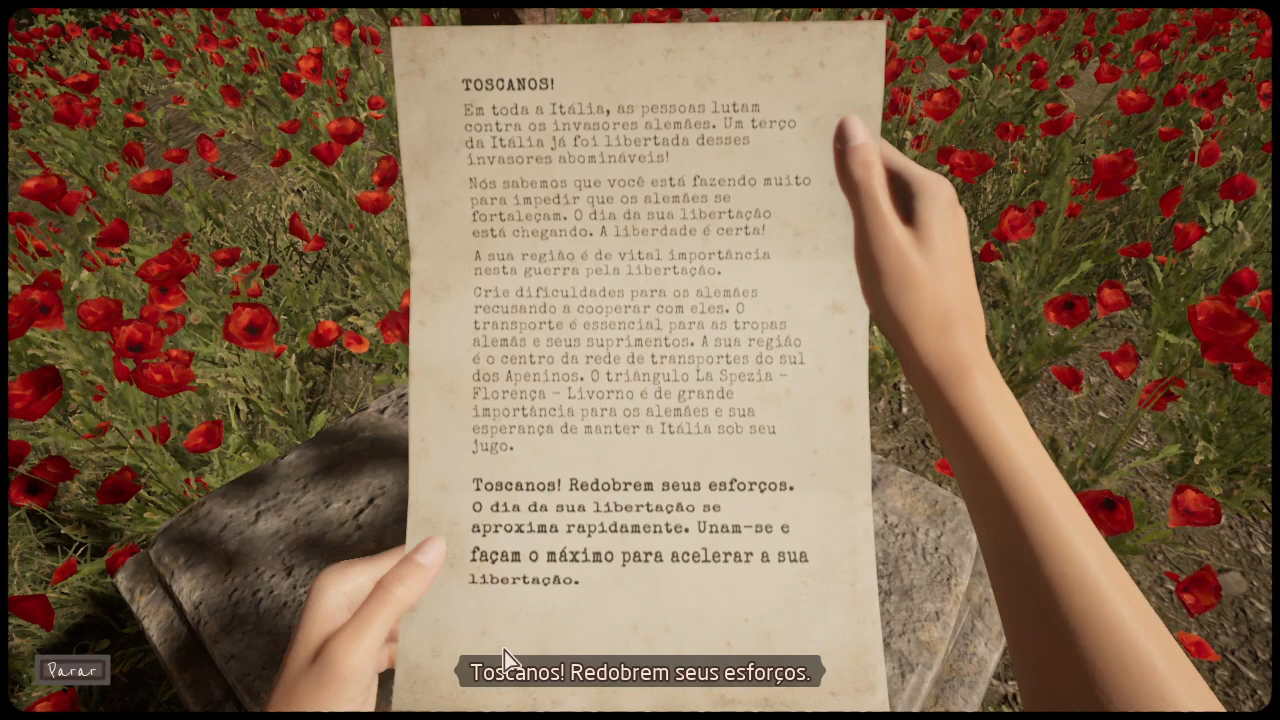 TOSCANOS!
Em toda a Itália, as pessoas lutam
contra os invasores alemães. Um terço
da Itália já foi libertada desses
invasores abomináveis!
Nós sabemos que você está fazendo muito
para impedir que os alemães se
fortaleçam. O dia da sua libertação
está chegando. A liberdade é certa!
A sua região é de vital importância
nesta guerra pela libertação.
Crie dificuldades para os alemães
recusando a cooperar com eles. O
transporte é essencial para as tropas
alemãs e seus suprimentos. A sua região
é o centro da rede de transportes do sul
dos Apeninos. O triângulo La Spezia -
Florença - Livorno é de grande
importância para os alemães e sua
esperança de manter a Itália sob seu
jugo.
Toscanos! Redobrem seus esforços.
O dia da sua libertação se
aproxima rapidamente. Unam-se e
façam o máximo para acelerar a sua
libertação.
Parar
Toscanos! Redobrem seus esforços.